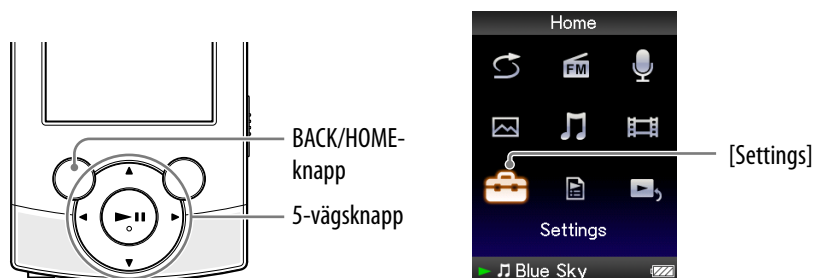 BACK/HOME-
knapp
5-vägsknapp
Home
FM
[Settings]
Settings
Blue Sky